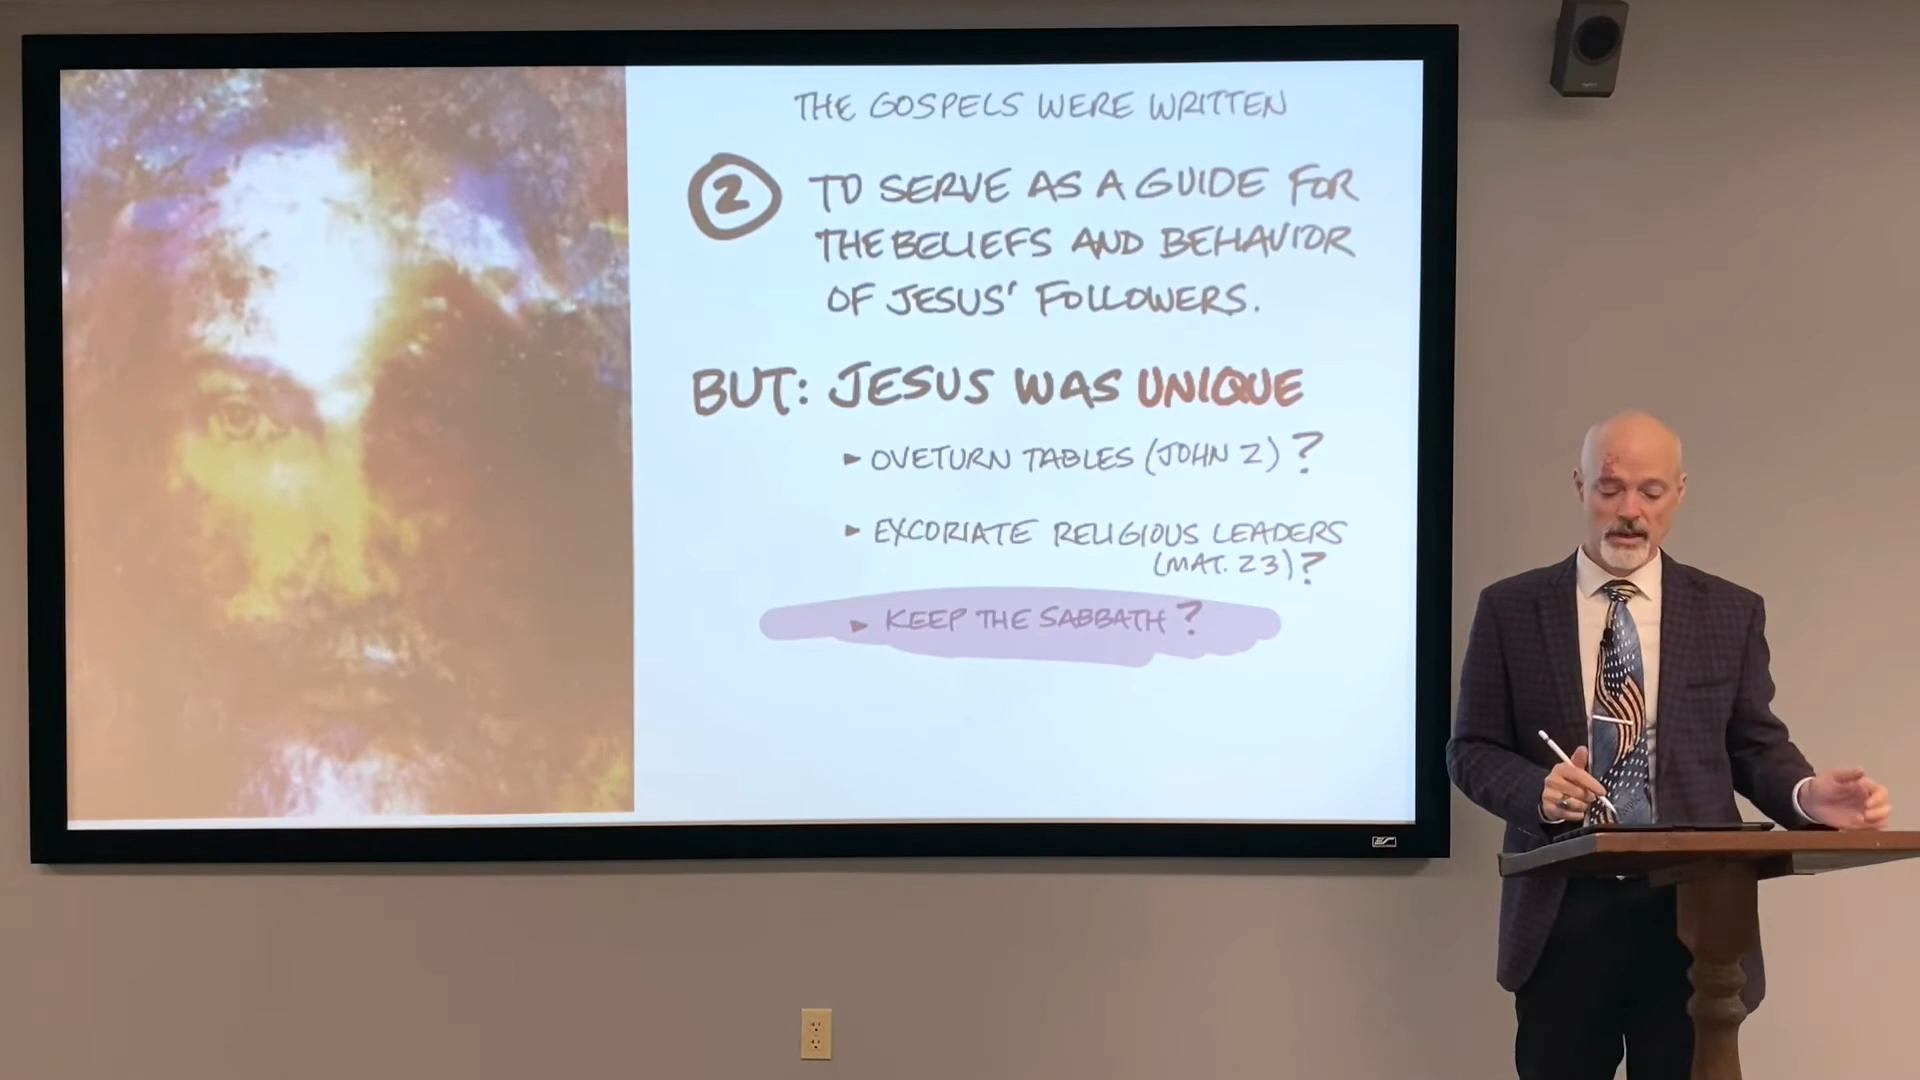 THE GOSPELS WERE WRITTEN
2 TO SERVE AS A GUIDE FOR
THE BELIEFS AND BEHAVIOR
OF JESUS' FOLLOWERS.
BUT: JESUS WAS UNIQUE
▸ OVETURN TABLES (JOHN 2) ?
▸ EXCORIATE RELIGIOUS LEADERS
(MAT. 23) ?
▸ KEEP THE SABBATH ?